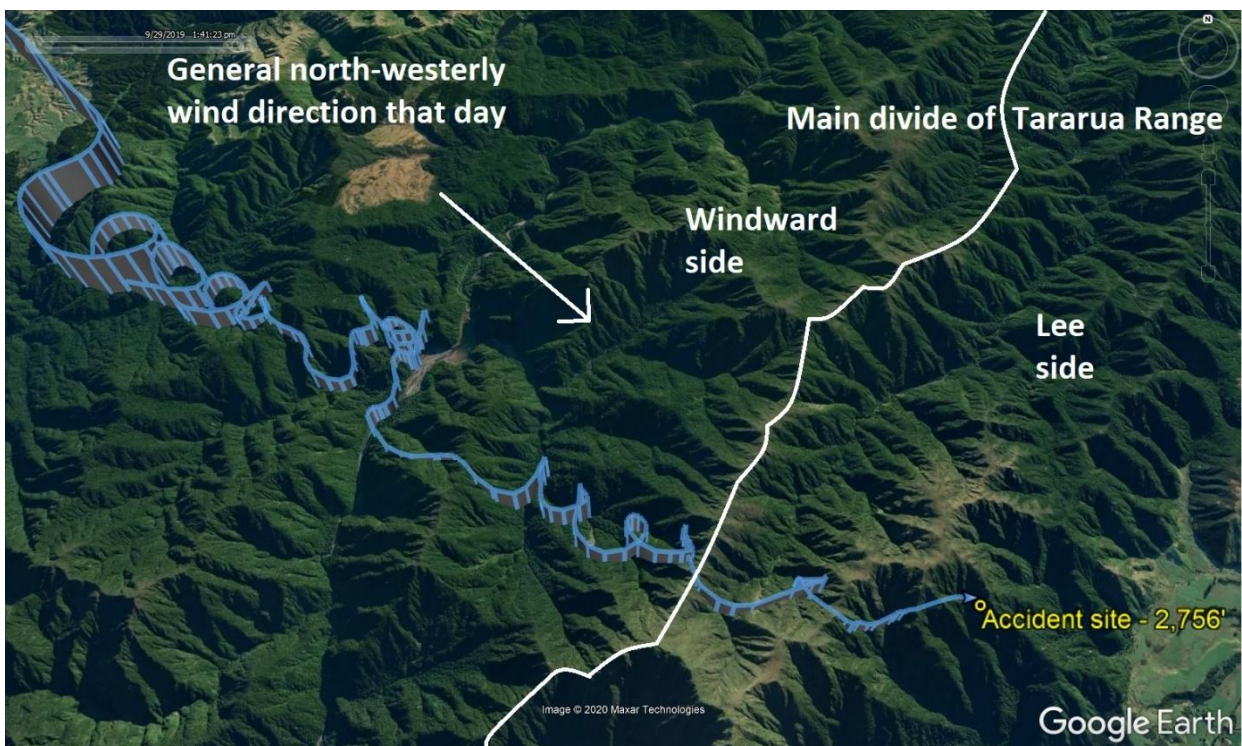 9/29/2019 1:41:23 pm
N
General north-westerly
wind direction that day
Main divide of Tararua Range
Windward
side
Lee
side
Accident site - 2,756'
Image © 2020 Maxar Technologies
Google Earth